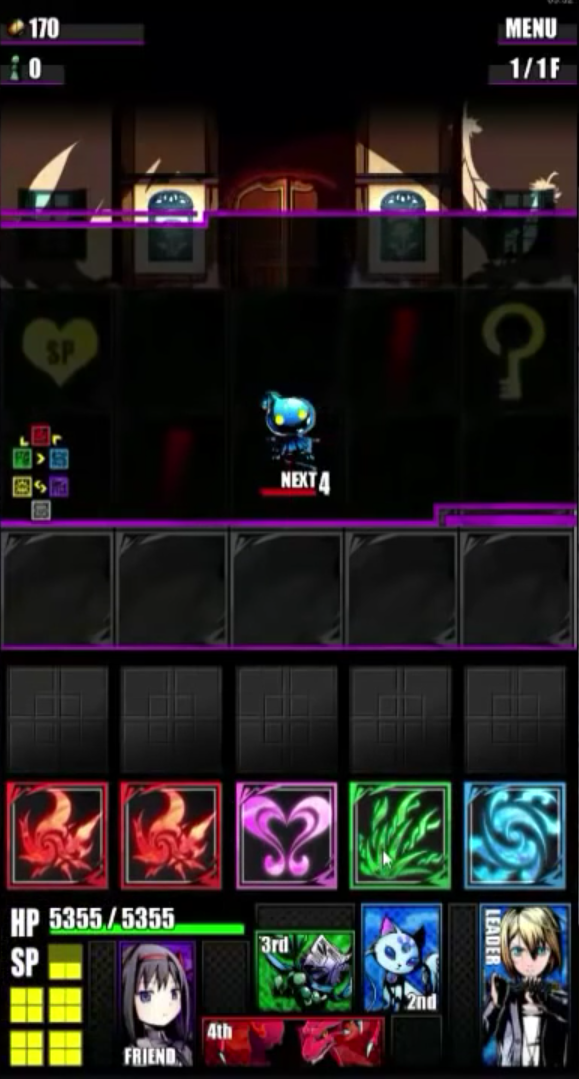 170
MENU
0
1/1F
SP
NEXT 4
HP 5355/5355
SP
3rd
2nd
LEADER
4th
FRIEND